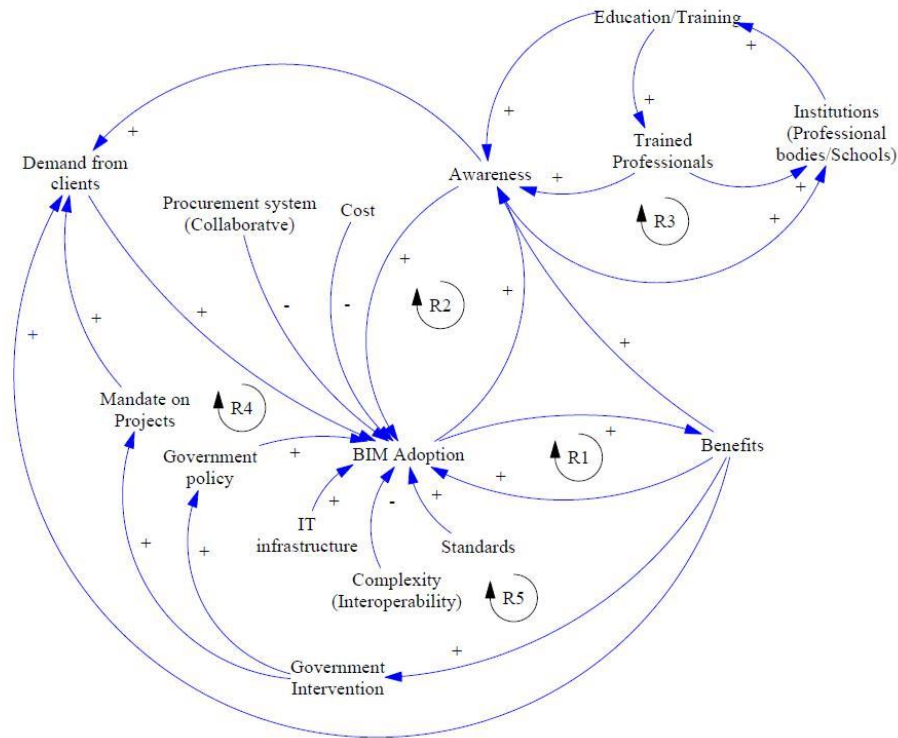 Education/Training
+
+
+
+
Institutions
(Professional
bodies/Schools)
+
Trained
Professionals
Demand from
clients
Awareness
+
+
+
Procurement system
(Collaboratve)
Cost
R3
+
+
R2
+
-
-
+
+
+
+
Mandate on
Projects
R4
+
Government
policy
+
BIM Adoption
R1
Benefits
+
+
-
+
IT
infrastructure
Standards
+
+
Complexity
(Interoperability)
R5
+
Government
Intervention